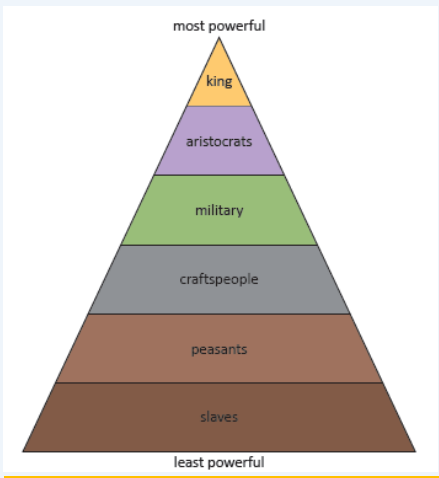 most powerful
king
aristocrats
military
craftspeople
peasants
slaves
least powerful